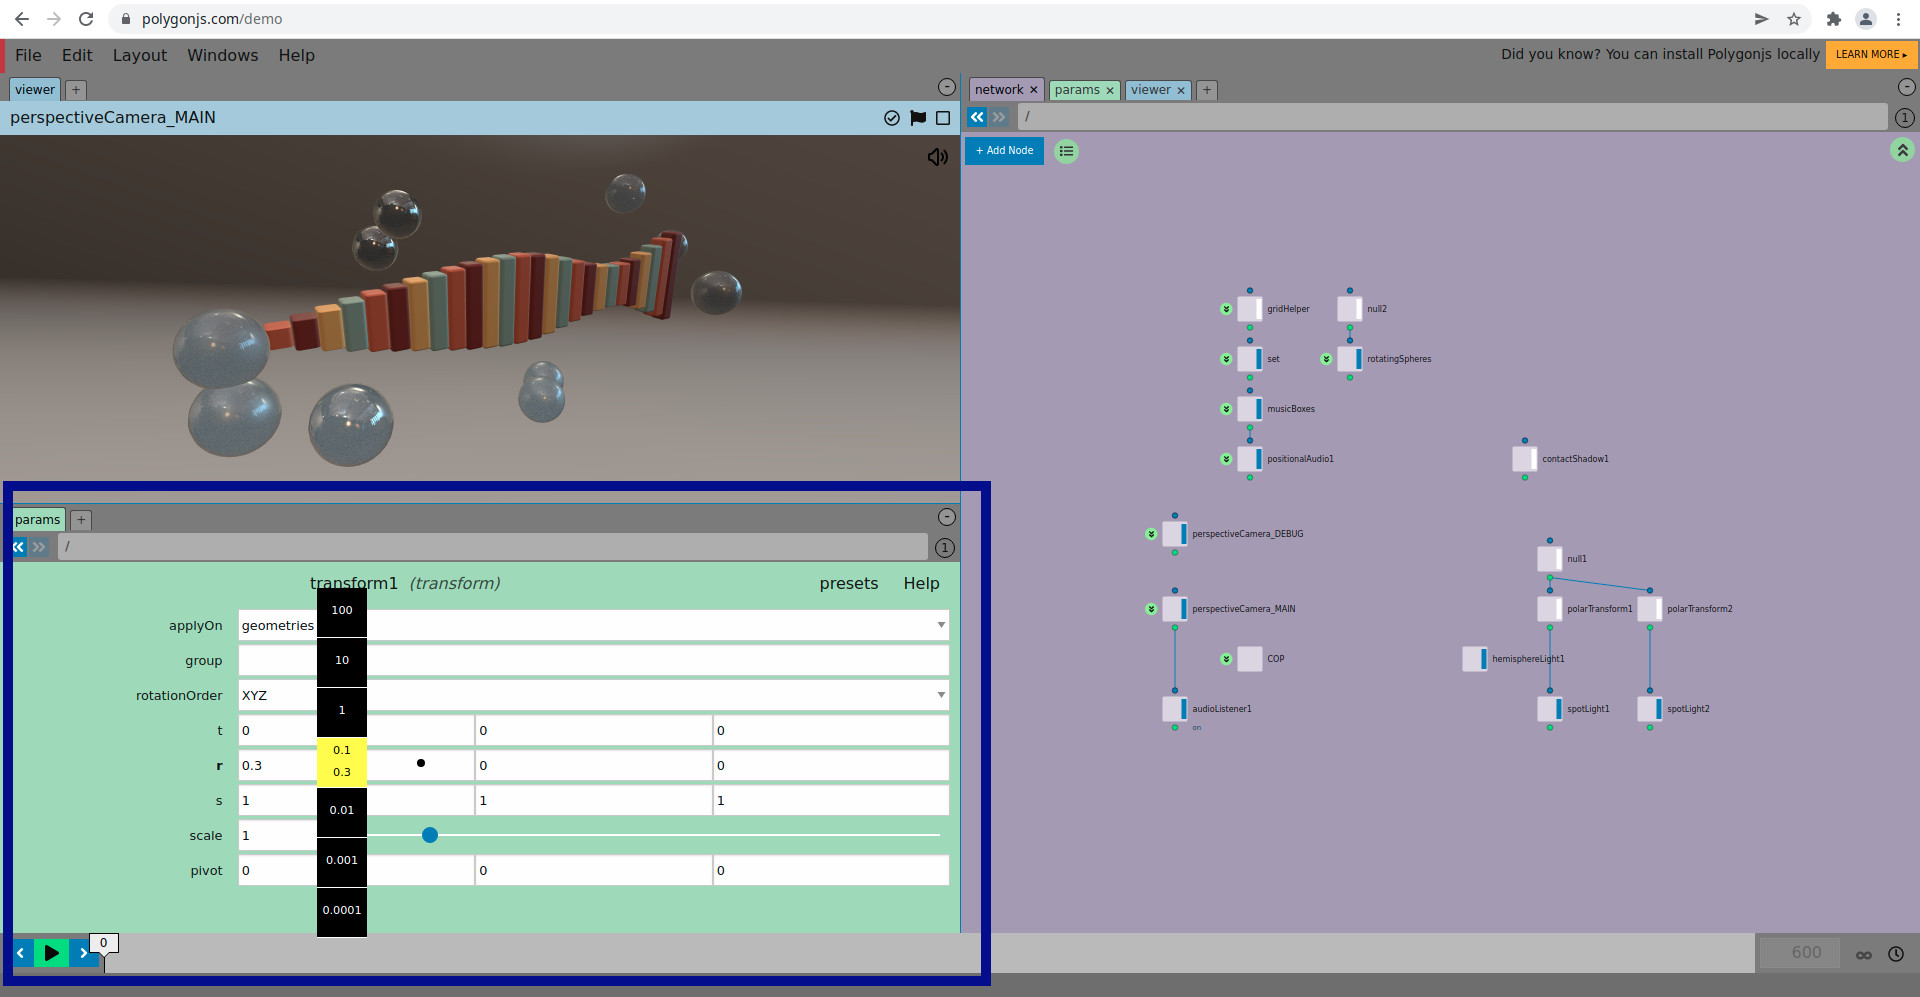 polygonjs.com/demo
File Edit Layout Windows Help
Did you know? You can install Polygonjs locally LEARN MORE ▸
viewer +
perspectiveCamera_MAIN
network × params × viewer × +
/
1
+ Add Node
gridHelper
null2
set
rotatingSpheres
musicBoxes
positionalAudio1
contactShadow1
perspectiveCamera_DEBUG
null1
perspectiveCamera_MAIN
polarTransform1
polarTransform2
COP
hemisphereLight1
audioListener1
on
spotLight1
spotLight2
params +
/
1
transform1 (transform) presets Help
applyOn geometries
group
rotationOrder XYZ
t 0 0 0
r 0.3 0 0
s 1 1 1
scale 1
pivot 0 0 0
100
10
1
0.1
0.3
0.01
0.001
0.0001
0
600